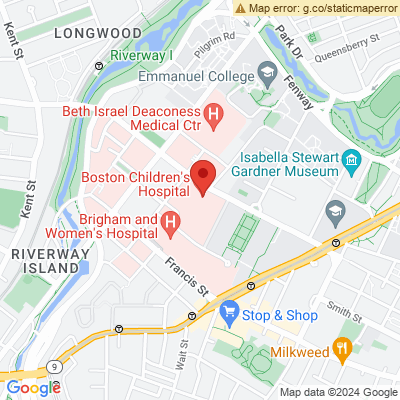 Map error: g.co/staticmaperror
LONGWOOD
Kent St
Riverway I
Pilgrim Rd
Park Dr
Queensberry St
Emmanuel College
Fenway
Beth Israel Deaconess
Medical Ctr
Isabella Stewart
Gardner Museum
Boston Children's
Hospital
Kent St
Brigham and
Women's Hospital
RIVERWAY
ISLAND
Francis St
Smith St
Stop & Shop
Wait St
Milkweed
9
Google
Map data ©2024 Google